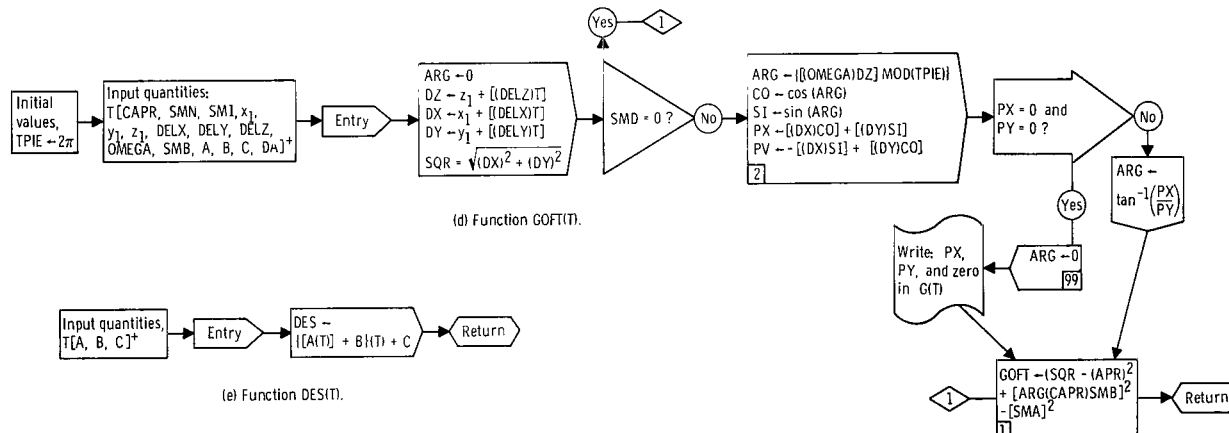 Yes
1
Initial
values,
TPIE ←2π
Input quantities:
T[CAPR, SMN, SM1, x1,
y1, z1, DELX, DELY, DELZ,
OMEGA, SMB, A, B, C, DA]+
Entry
ARG ←0
DZ ← z1 + [(DELZ)T]
DX ← x1 + [(DELX)T]
DY ← y1 + [(DELY)T]
SQR = √(DX)² + (DY)²
SMD = 0 ?
No
ARG ←{[(OMEGA)DZ] MOD(TPIE)}
CO ← cos (ARG)
SI ← sin (ARG)
PX ← [(DX)CO] + [(DY)SI]
PV ← - [(DX)SI] + [(DY)CO]
2
PX = 0 and
PY = 0 ?
No
Yes
ARG ←
tan⁻¹(PX/PY)
ARG ←0
99
Write: PX,
PY, and zero
in G(T)
(d) Function GOFT(T).
Input quantities,
T[A, B, C]+
Entry
DES ←
{[A(T)] + B}(T) + C
Return
(e) Function DES(T).
1
GOFT ←(SQR - (APR)²
+ [ARG(CAPR)SMB]²
-[SMA]²
1
Return